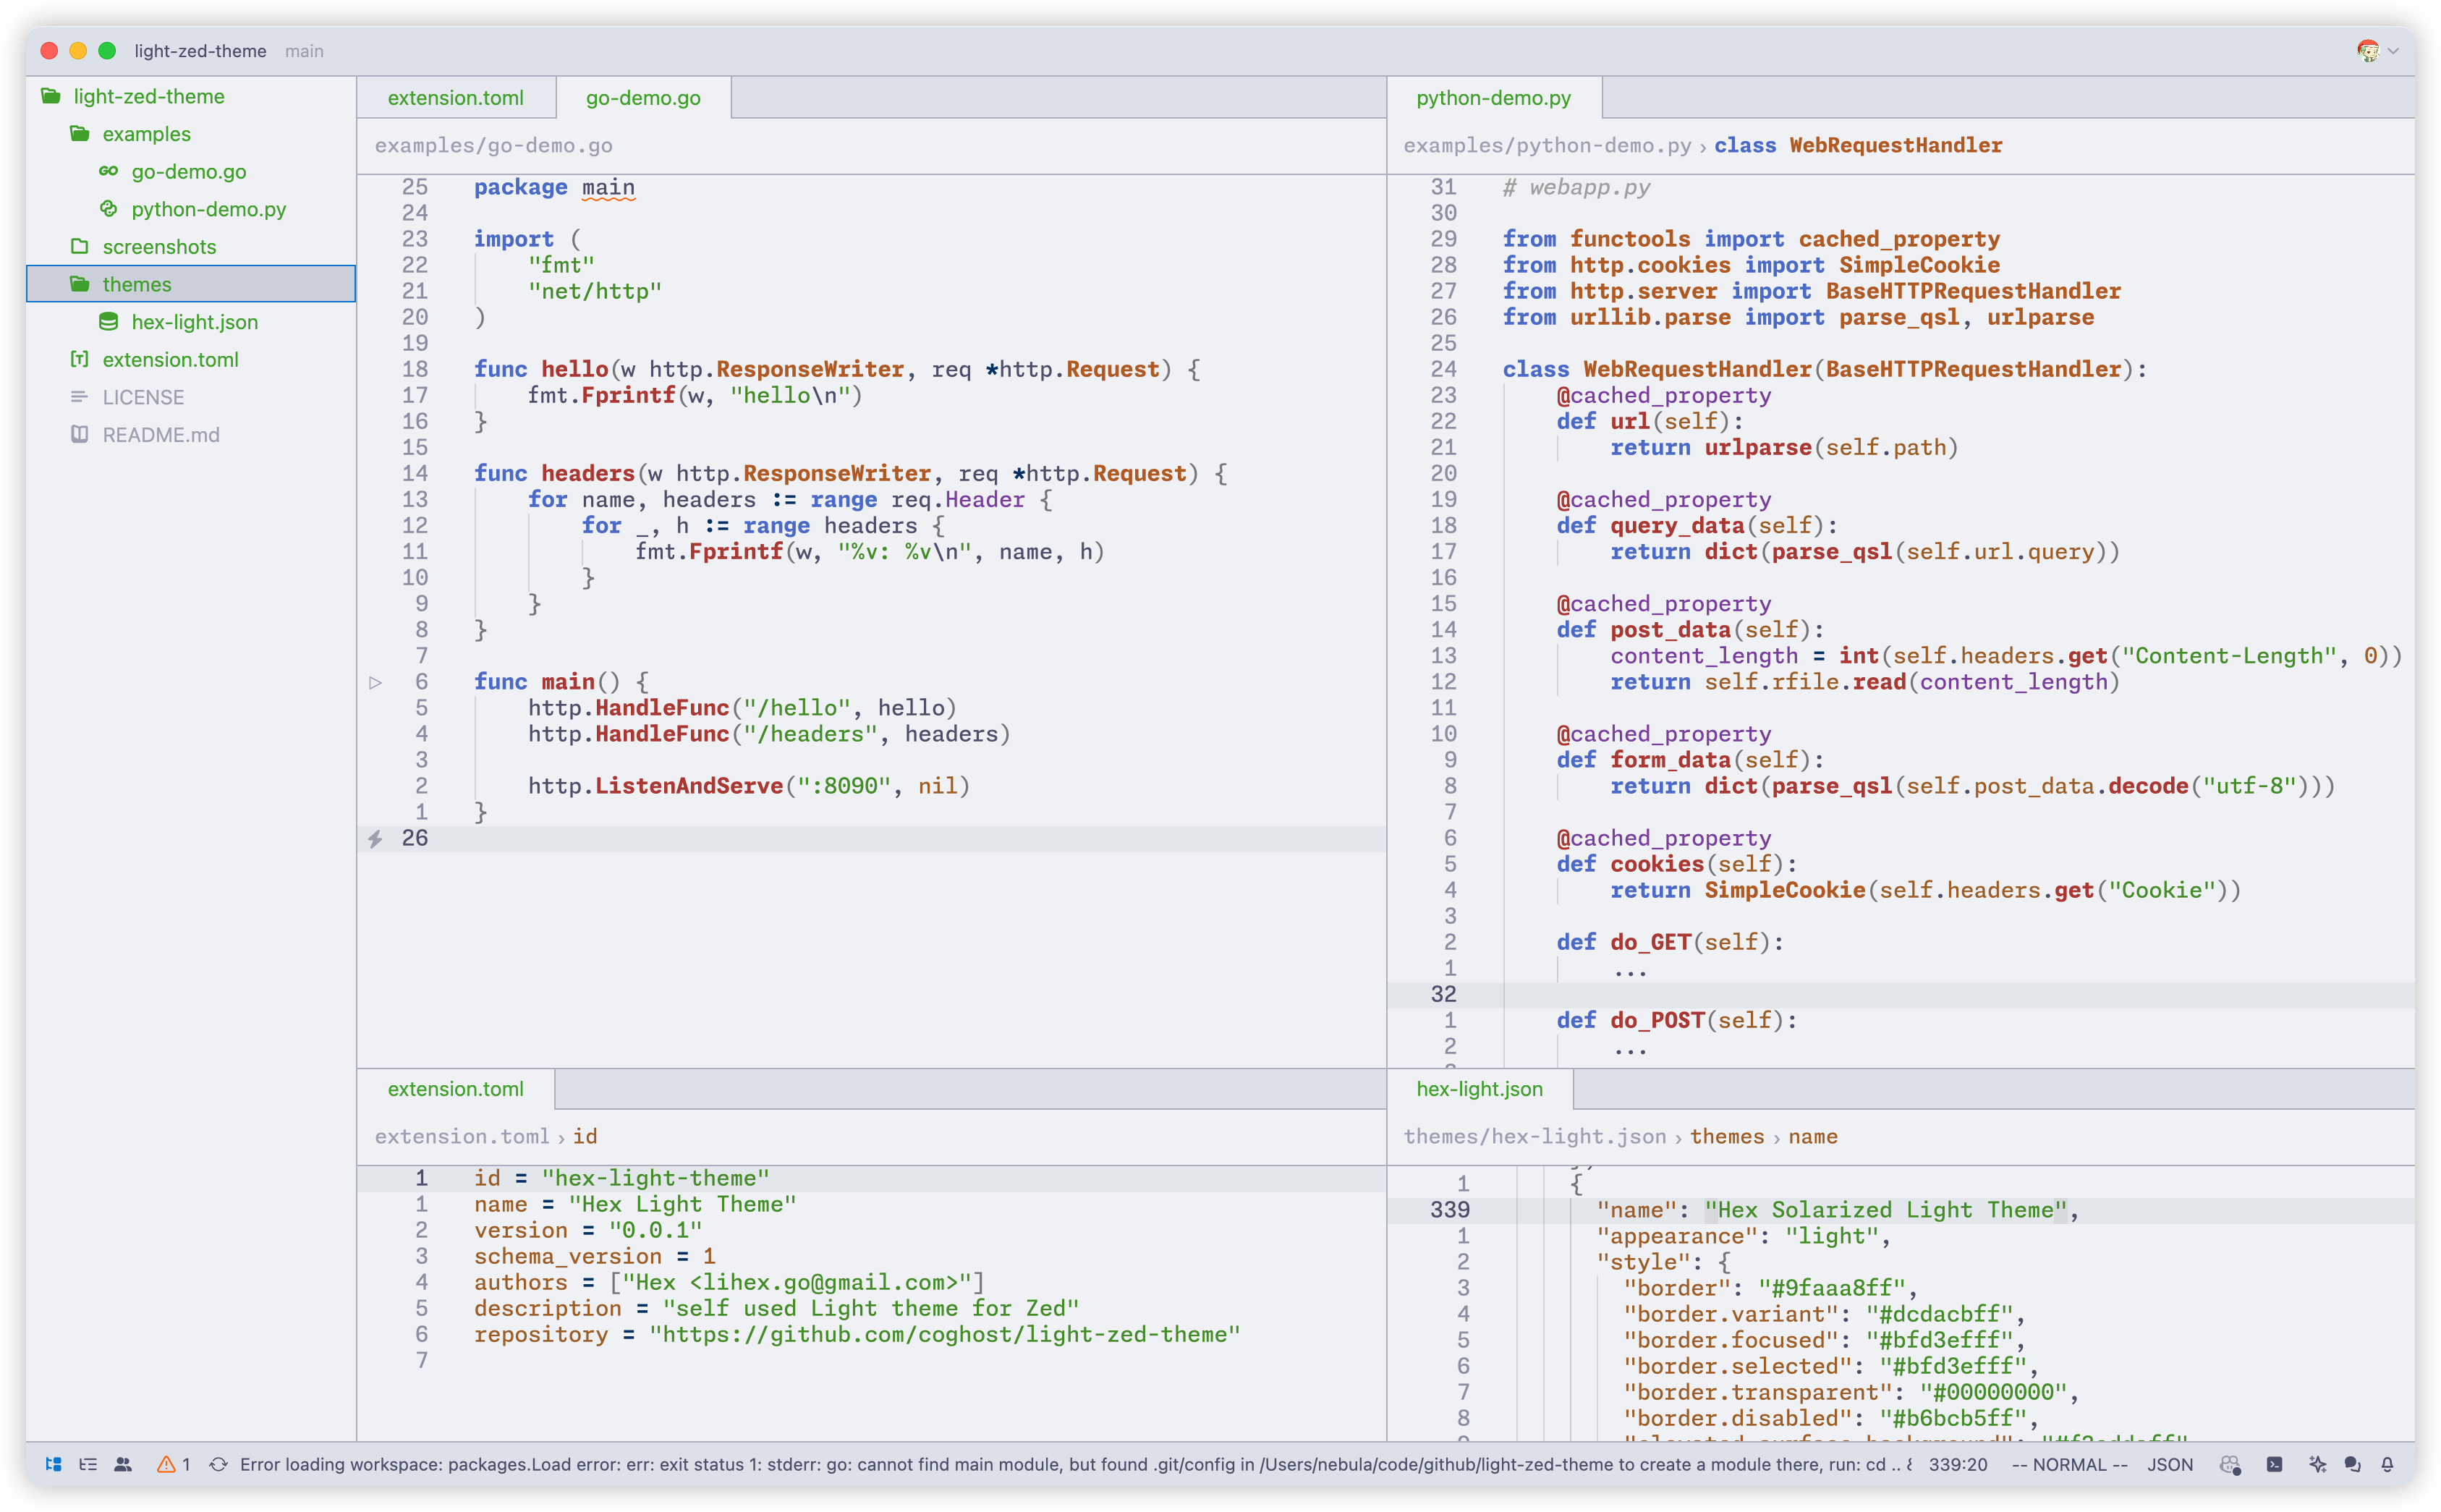 light-zed-theme main
light-zed-theme
examples
go-demo.go
python-demo.py
screenshots
themes
hex-light.json
[T] extension.toml
LICENSE
README.md
extension.toml go-demo.go
examples/go-demo.go
25 package main
24
23 import (
22 "fmt"
21 "net/http"
20 )
19
18 func hello(w http.ResponseWriter, req *http.Request) {
17 fmt.Fprintf(w, "hello\n")
16 }
15
14 func headers(w http.ResponseWriter, req *http.Request) {
13 for name, headers := range req.Header {
12 for _, h := range headers {
11 fmt.Fprintf(w, "%v: %v\n", name, h)
10 }
9 }
8 }
7
6 func main() {
5 http.HandleFunc("/hello", hello)
4 http.HandleFunc("/headers", headers)
3
2 http.ListenAndServe(":8090", nil)
1 }
26
python-demo.py
examples/python-demo.py › class WebRequestHandler
31 # webapp.py
30
29 from functools import cached_property
28 from http.cookies import SimpleCookie
27 from http.server import BaseHTTPRequestHandler
26 from urllib.parse import parse_qsl, urlparse
25
24 class WebRequestHandler(BaseHTTPRequestHandler):
23 @cached_property
22 def url(self):
21 return urlparse(self.path)
20
19 @cached_property
18 def query_data(self):
17 return dict(parse_qsl(self.url.query))
16
15 @cached_property
14 def post_data(self):
13 content_length = int(self.headers.get("Content-Length", 0))
12 return self.rfile.read(content_length)
11
10 @cached_property
9 def form_data(self):
8 return dict(parse_qsl(self.post_data.decode("utf-8")))
7
6 @cached_property
5 def cookies(self):
4 return SimpleCookie(self.headers.get("Cookie"))
3
2 def do_GET(self):
1 ...
32
1 def do_POST(self):
2 ...
extension.toml
extension.toml › id
1 id = "hex-light-theme"
1 name = "Hex Light Theme"
2 version = "0.0.1"
3 schema_version = 1
4 authors = ["Hex <lihex.go@gmail.com>"]
5 description = "self used Light theme for Zed"
6 repository = "https://github.com/coghost/light-zed-theme"
7
hex-light.json
themes/hex-light.json › themes › name
1 {
339 "name": "Hex Solarized Light Theme",
1 "appearance": "light",
2 "style": {
3 "border": "#9faaa8ff",
4 "border.variant": "#dcdacbff",
5 "border.focused": "#bfd3efff",
6 "border.selected": "#bfd3efff",
7 "border.transparent": "#00000000",
8 "border.disabled": "#b6bcb5ff",
1 Error loading workspace: packages.Load error: err: exit status 1: stderr: go: cannot find main module, but found .git/config in /Users/nebula/code/github/light-zed-theme to create a module there, run: cd .. 339:20 -- NORMAL -- JSON